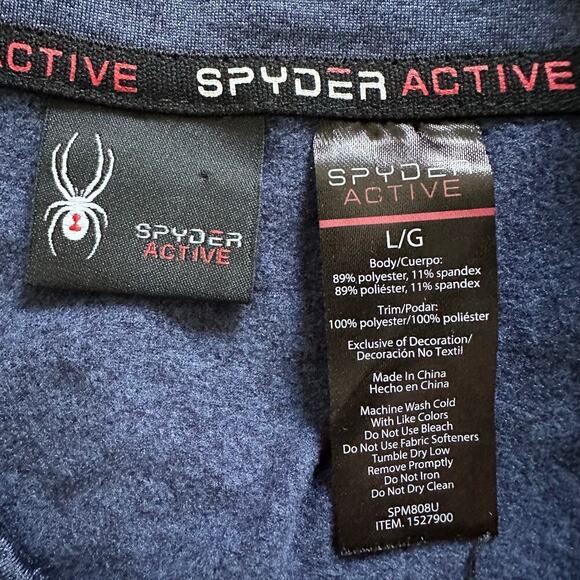 ACTIVE SPYDER ACTIVE
SPYDER
ACTIVE
SPYDER
ACTIVE
L/G
Body/Cuerpo:
89% polyester, 11% spandex
89% poliéster, 11% spandex
Trim/Podar:
100% polyester/100% poliéster
Exclusive of Decoration/
Decoración No Textil
Made In China
Hecho en China
Machine Wash Cold
With Like Colors
Do Not Use Bleach
Do Not Use Fabric Softeners
Tumble Dry Low
Remove Promptly
Do Not Iron
Do Not Dry Clean
SPM808U
ITEM. 1527900